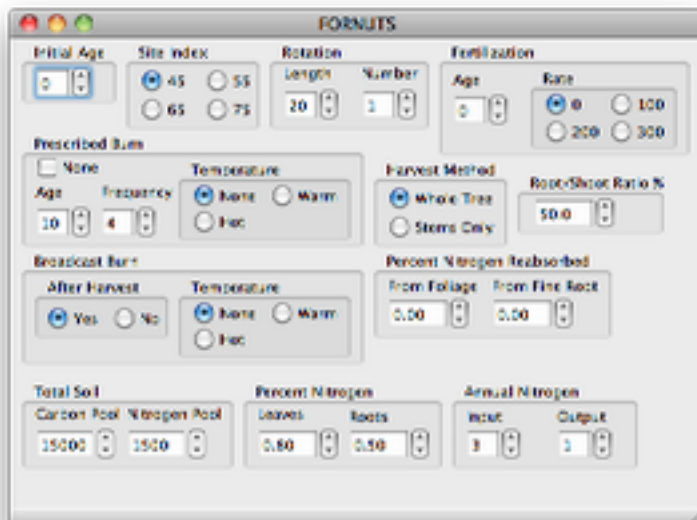 FORNUTS
Initial Age
Site Index
Rotation
Fertilization
0
45
55
65
75
Length
Number
20
1
Age
0
Rate
0
100
200
300
Prescribed Burn
None
Age
Frequency
10
4
Temperature
None
Warm
Hot
Harvest Method
Whole Tree
Stems Only
Root-Shoot Ratio %
50.0
Broadcast Burn
After Harvest
Yes
No
Temperature
None
Warm
Hot
Percent Nitrogen Reabsorbed
From Foliage
From Fine Root
0.00
0.00
Total Soil
Carbon Pool
Nitrogen Pool
15000
1500
Percent Nitrogen
Leaves
Roots
0.80
0.50
Annual Nitrogen
Input
Output
3
1